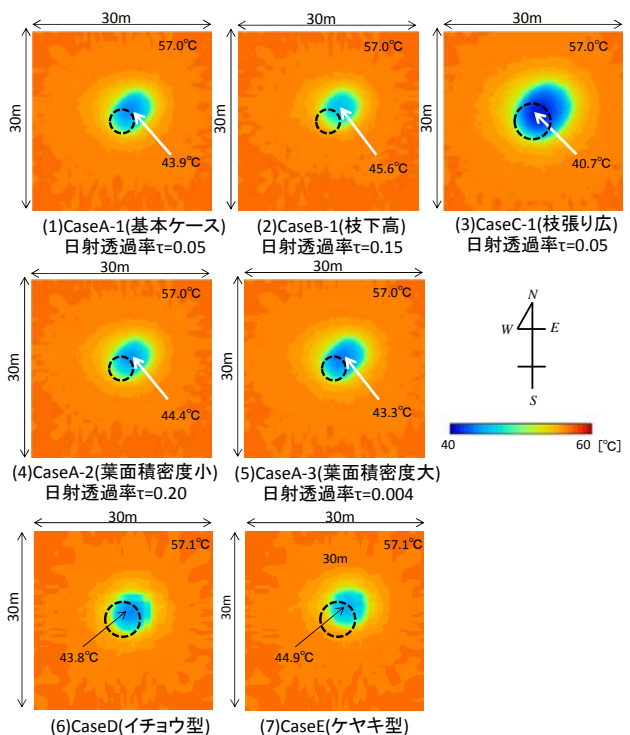 30m
30m
30m
30m
57.0℃
57.0℃
57.0℃
43.9℃
45.6℃
40.7℃
(1)CaseA-1(基本ケース)
日射透過率τ=0.05
(2)CaseB-1(枝下高)
日射透過率τ=0.15
(3)CaseC-1(枝張り広)
日射透過率τ=0.05
30m
30m
30m
57.0℃
57.0℃
44.4℃
43.3℃
N
W
E
S
40
60
[℃]
(4)CaseA-2(葉面積密度小)
日射透過率τ=0.20
(5)CaseA-3(葉面積密度大)
日射透過率τ=0.004
30m
30m
30m
30m
30m
57.1℃
57.1℃
43.8℃
44.9℃
(6)CaseD(イチョウ型)
(7)CaseE(ケヤキ型)